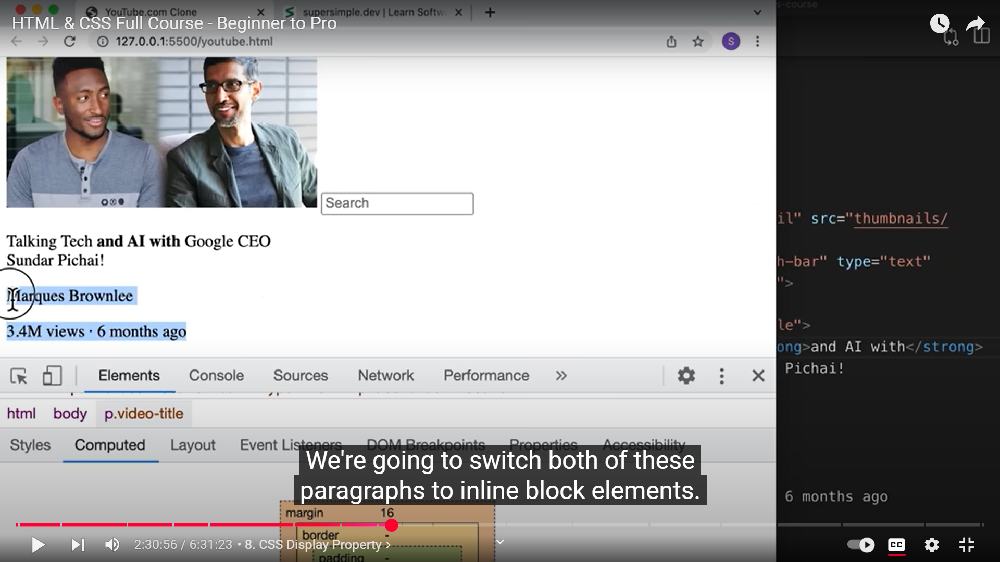 YouTube.com Clone
supersimple.dev | Learn Softw
s-course
HTML & CSS Full Course - Beginner to Pro
127.0.0.1:5500/youtube.html
S
Search
il" src="thumbnails/
Talking Tech and AI with Google CEO
Sundar Pichai!
h-bar" type="text"
">
Marques Brownlee
le">
3.4M views · 6 months ago
ong>and AI with</strong>
Pichai!
Elements Console Sources Network Performance
html body p.video-title
Styles Computed Layout Event Listeners DOM Breakpoints Properties Accessibility
We're going to switch both of these
paragraphs to inline block elements.
6 months ago
margin 16
border -
2:30:56 / 6:31:23 • 8. CSS Display Property
CC
padding -